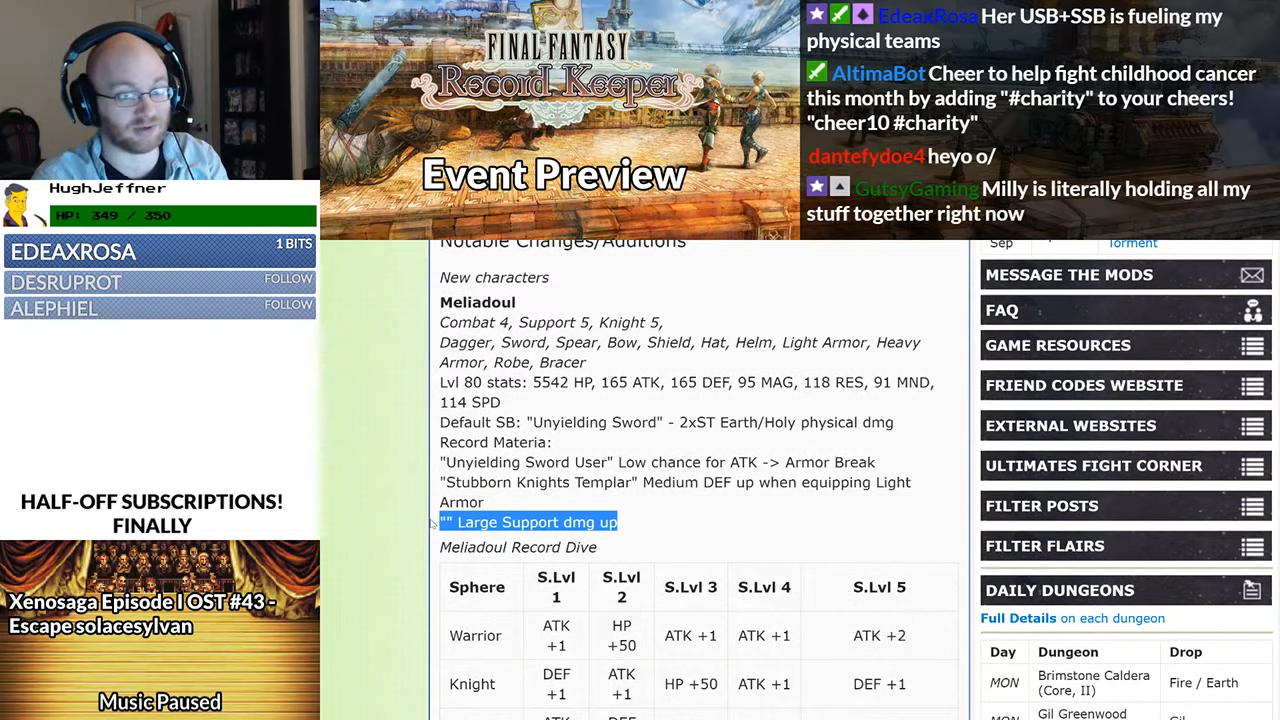 HughJeffner
HP: 349 / 350
EDEAXROSA 1 BITS
DESRUPROT FOLLOW
ALEPHIEL FOLLOW
HALF-OFF SUBSCRIPTIONS!
FINALLY
Xenosaga Episode I OST #43 -
Escape solacesylvan
Music Paused
FINAL FANTASY
Record Keeper
Event Preview
EdeaxRosa Her USB+SSB is fueling my
physical teams
AltimaBot Cheer to help fight childhood cancer
this month by adding "#charity" to your cheers!
"cheer10 #charity"
dantefydoe4 heyo o/
GutsyGaming Milly is literally holding all my
stuff together right now
Notable Changes/Additions
New characters
Meliadoul
Combat 4, Support 5, Knight 5,
Dagger, Sword, Spear, Bow, Shield, Hat, Helm, Light Armor, Heavy
Armor, Robe, Bracer
Lvl 80 stats: 5542 HP, 165 ATK, 165 DEF, 95 MAG, 118 RES, 91 MND,
114 SPD
Default SB: "Unyielding Sword" - 2xST Earth/Holy physical dmg
Record Materia:
"Unyielding Sword User" Low chance for ATK -> Armor Break
"Stubborn Knights Templar" Medium DEF up when equipping Light
Armor
"" Large Support dmg up
Meliadoul Record Dive
Sphere S.Lvl 1 S.Lvl 2 S.Lvl 3 S.Lvl 4 S.Lvl 5
Warrior ATK +1 HP +50 ATK +1 ATK +1 ATK +2
Knight DEF +1 ATK +1 HP +50 ATK +1 DEF +1
ATK DEF
Sep Torment
MESSAGE THE MODS
FAQ
GAME RESOURCES
FRIEND CODES WEBSITE
EXTERNAL WEBSITES
ULTIMATES FIGHT CORNER
FILTER POSTS
FILTER FLAIRS
DAILY DUNGEONS
Full Details on each dungeon
Day Dungeon Drop
MON Brimstone Caldera (Core, II) Fire / Earth
MON Gil Greenwood Gil